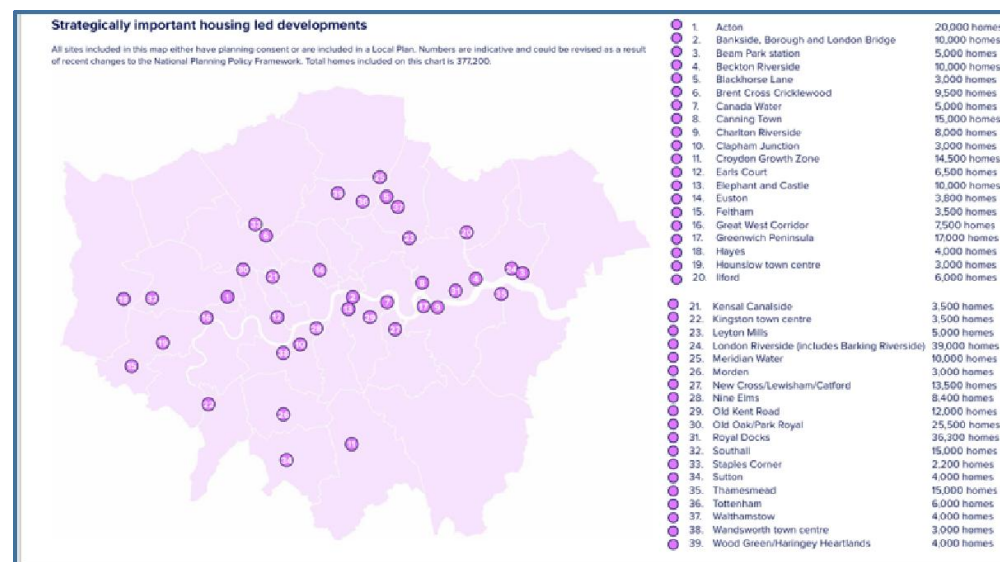 Strategically important housing led developments
All sites included in this map either have planning consent or are included in a Local Plan. Numbers are indicative and could be revised as a result
of recent changes to the National Planning Policy Framework. Total homes included on this chart is 377,200.
1. Acton 20,000 homes
2. Bankside, Borough and London Bridge 10,000 homes
3. Beam Park station 5,000 homes
4. Beckton Riverside 10,000 homes
5. Blackhorse Lane 3,000 homes
6. Brent Cross Cricklewood 9,500 homes
7. Canada Water 5,000 homes
8. Canning Town 15,000 homes
9. Charlton Riverside 8,000 homes
10. Clapham Junction 3,000 homes
11. Croydon Growth Zone 14,500 homes
12. Earls Court 6,500 homes
13. Elephant and Castle 10,000 homes
14. Euston 3,800 homes
15. Feltham 3,500 homes
16. Great West Corridor 7,500 homes
17. Greenwich Peninsula 17,000 homes
18. Hayes 4,000 homes
19. Hounslow town centre 3,000 homes
20. Ilford 6,000 homes
21. Kensal Canalside 3,500 homes
22. Kingston town centre 3,500 homes
23. Leyton Mills 5,000 homes
24. London Riverside (includes Barking Riverside) 39,000 homes
25. Meridian Water 10,000 homes
26. Morden 3,000 homes
27. New Cross/Lewisham/Catford 13,500 homes
28. Nine Elms 8,400 homes
29. Old Kent Road 12,000 homes
30. Old Oak/Park Royal 25,500 homes
31. Royal Docks 36,300 homes
32. Southall 15,000 homes
33. Staples Corner 2,200 homes
34. Sutton 4,000 homes
35. Thamesmead 15,000 homes
36. Tottenham 6,000 homes
37. Walthamstow 4,000 homes
38. Wandsworth town centre 3,000 homes
39. Wood Green/Haringey Heartlands 4,000 homes